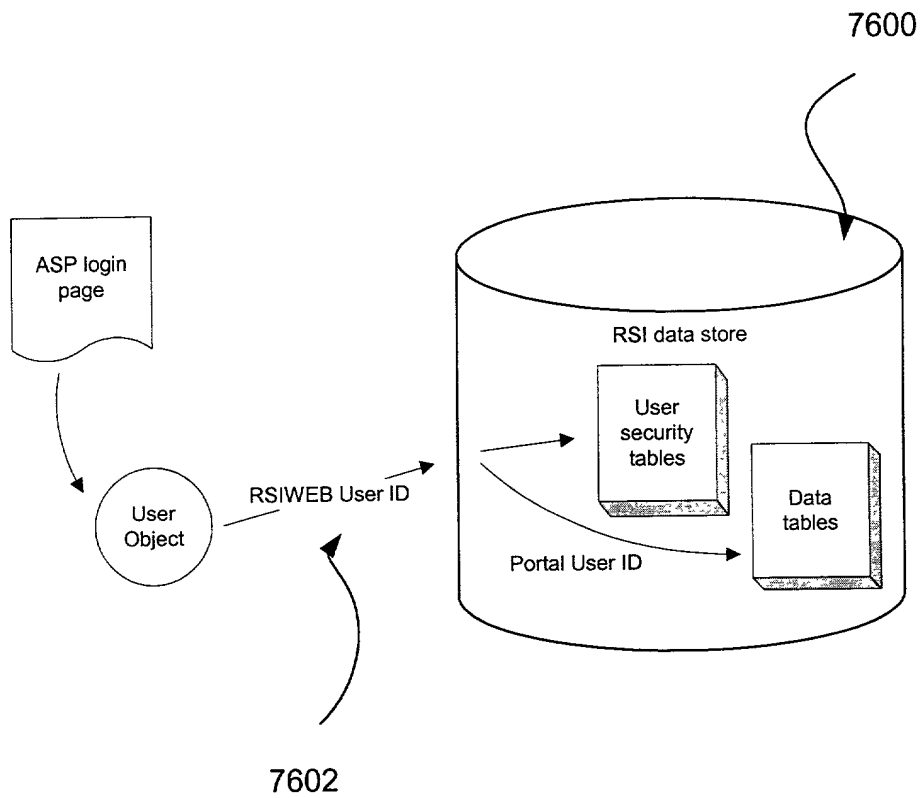 7600
ASP login
page
RSI data store
User
security
tables
RSIWEB User ID
User
Object
Data
tables
Portal User ID
7602